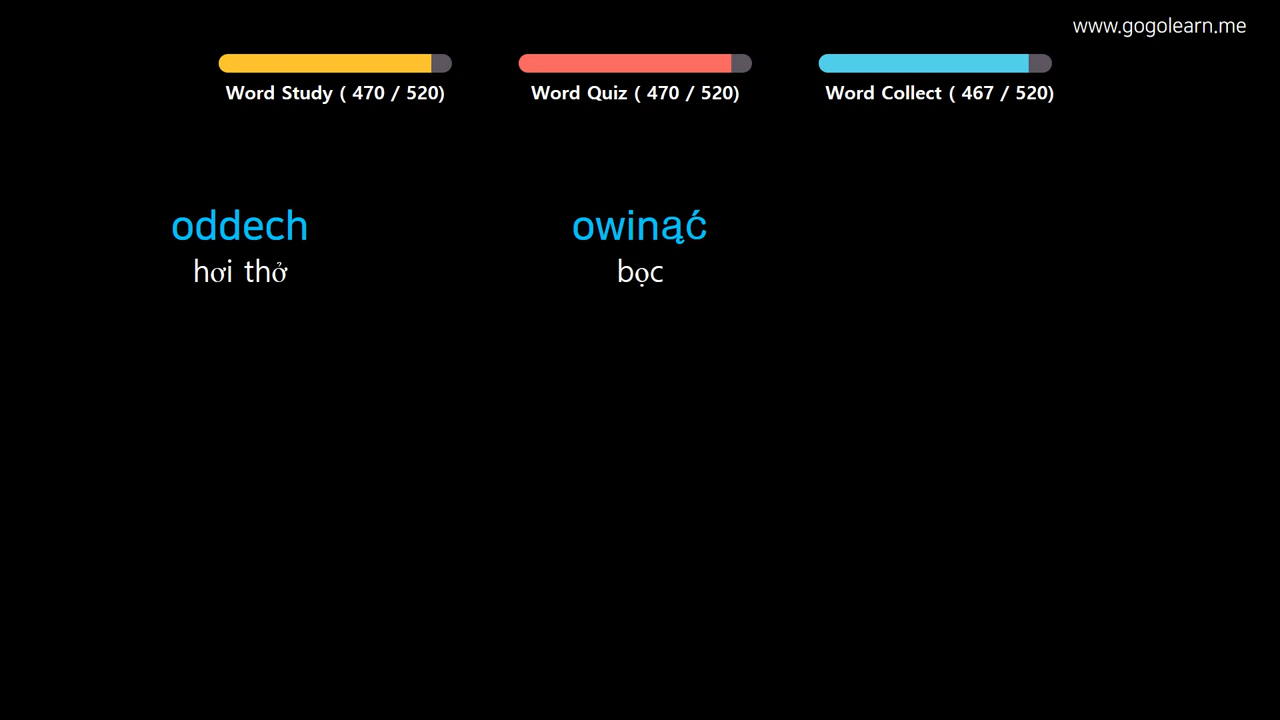 www.gogolearn.me
Word Study ( 470 / 520)
Word Quiz ( 470 / 520)
Word Collect ( 467 / 520)
oddech
hơi thở
owinąć
bọc